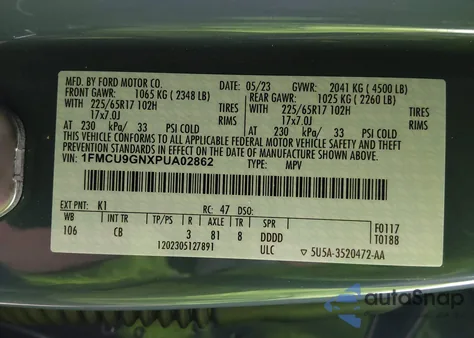 MFD. BY FORD MOTOR CO. 05/23 GVWR: 2041 KG ( 4500 LB)
FRONT GAWR: 1065 KG ( 2348 LB) REAR GAWR: 1025 KG ( 2260 LB)
WITH 225/65R17 102H TIRES WITH 225/65R17 102H TIRES
17x7.0J RIMS 17x7.0J RIMS
AT 230 kPa/ 33 PSI COLD AT 230 kPa/ 33 PSI COLD
THIS VEHICLE CONFORMS TO ALL APPLICABLE FEDERAL MOTOR VEHICLE SAFETY AND THEFT
PREVENTION STANDARDS IN EFFECT ON THE DATE OF MANUFACTURE SHOWN ABOVE.
VIN: 1FMCU9GNXPUA02862 TYPE: MPV
EXT PNT: K1 RC: 47 DSO:
WB INT TR TP/PS R AXLE TR SPR F0117
106 CB 3 81 8 DDDD T0188
1202305127891 ULC ▽ 5U5A-3520472-AA
autoSnap